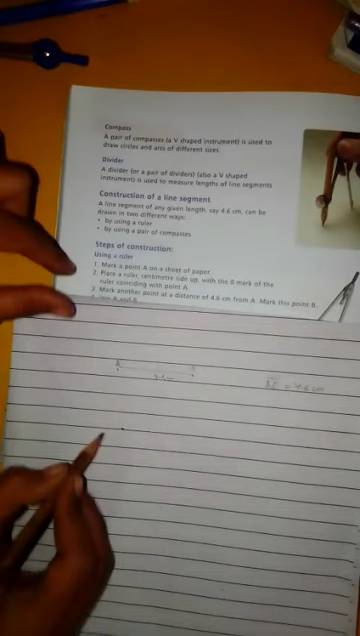 Compass
A pair of compasses (a V shaped instrument) is used to
draw circles and arcs of different sizes.
Divider
A divider (or a pair of dividers) (also a V shaped
instrument) is used to measure lengths of line segments
Construction of a line segment
A line segment of any given length, say 4.6 cm, can be
drawn in two different ways:
• by using a ruler
• by using a pair of compasses
Steps of construction:
Using a ruler
1. Mark a point A on a sheet of paper
2. Place a ruler, centimetre side up, with the 0 mark of the
ruler coinciding with point A.
3. Mark another point at a distance of 4.6 cm from A. Mark this point B.
A
= 4.6 cm